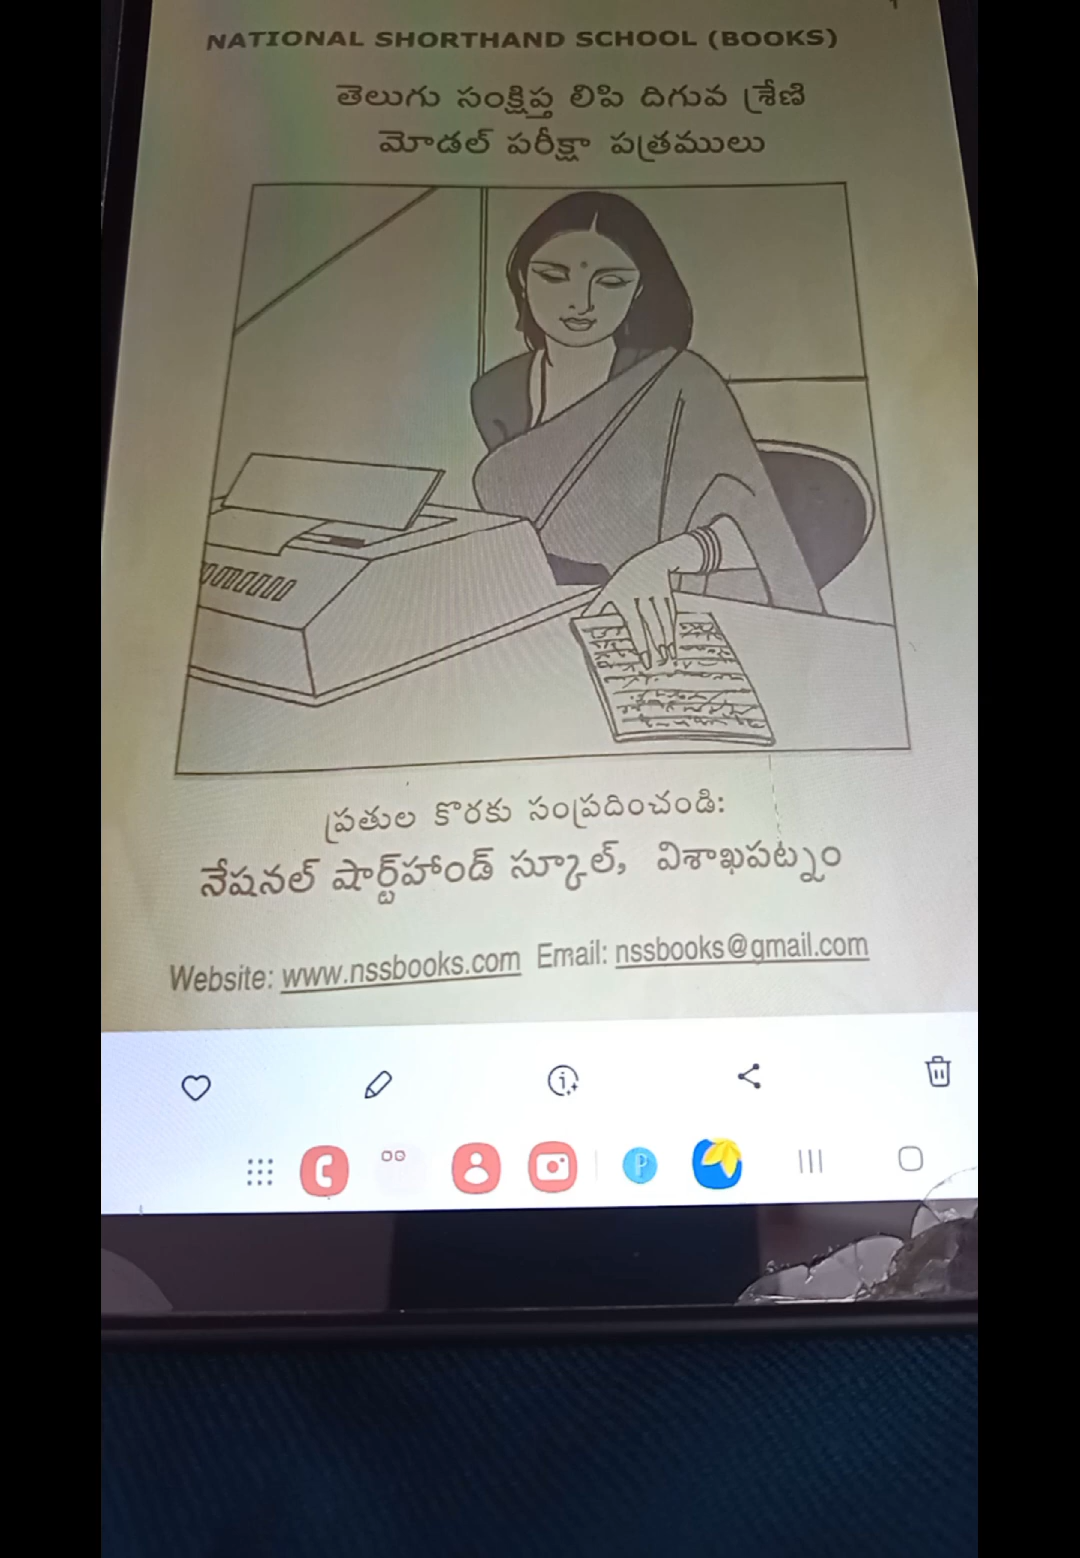 1
NATIONAL SHORTHAND SCHOOL (BOOKS)
తెలుగు సంక్షిప్త లిపి దిగువ శ్రేణి
మోడల్ పరీక్షా పత్రములు
ప్రతుల కొరకు సంప్రదించండి:
నేషనల్ షార్ట్‌హాండ్ స్కూల్, విశాఖపట్నం
Website: www.nssbooks.com Email: nssbooks@gmail.com